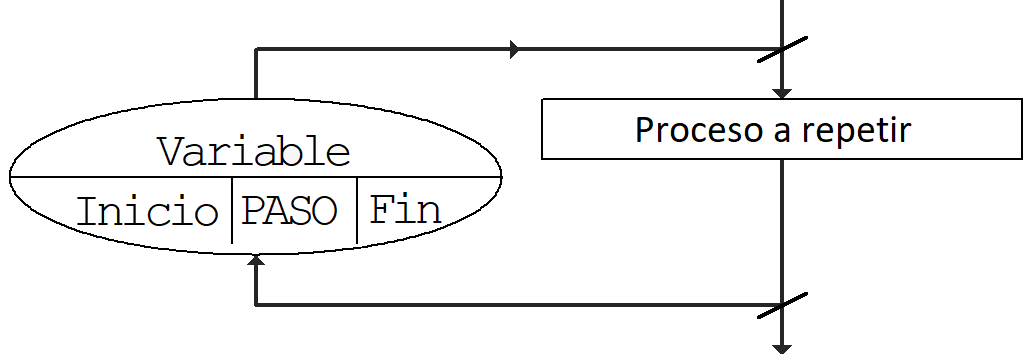 Proceso a repetir
Variable
Inicio PASO Fin